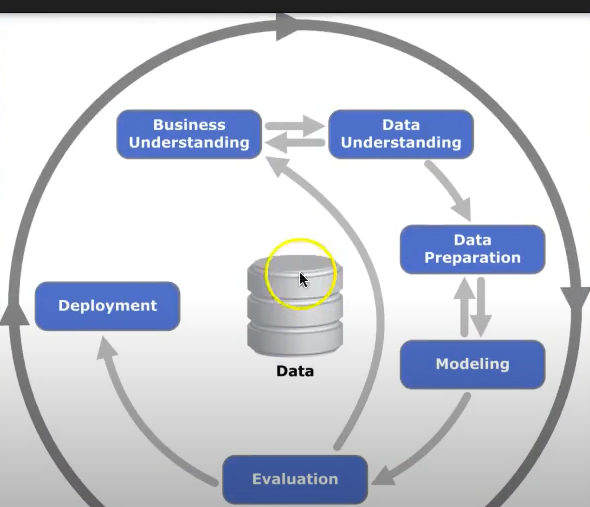 Business
Understanding
Data
Understanding
Data
Preparation
Deployment
Modeling
Data
Evaluation